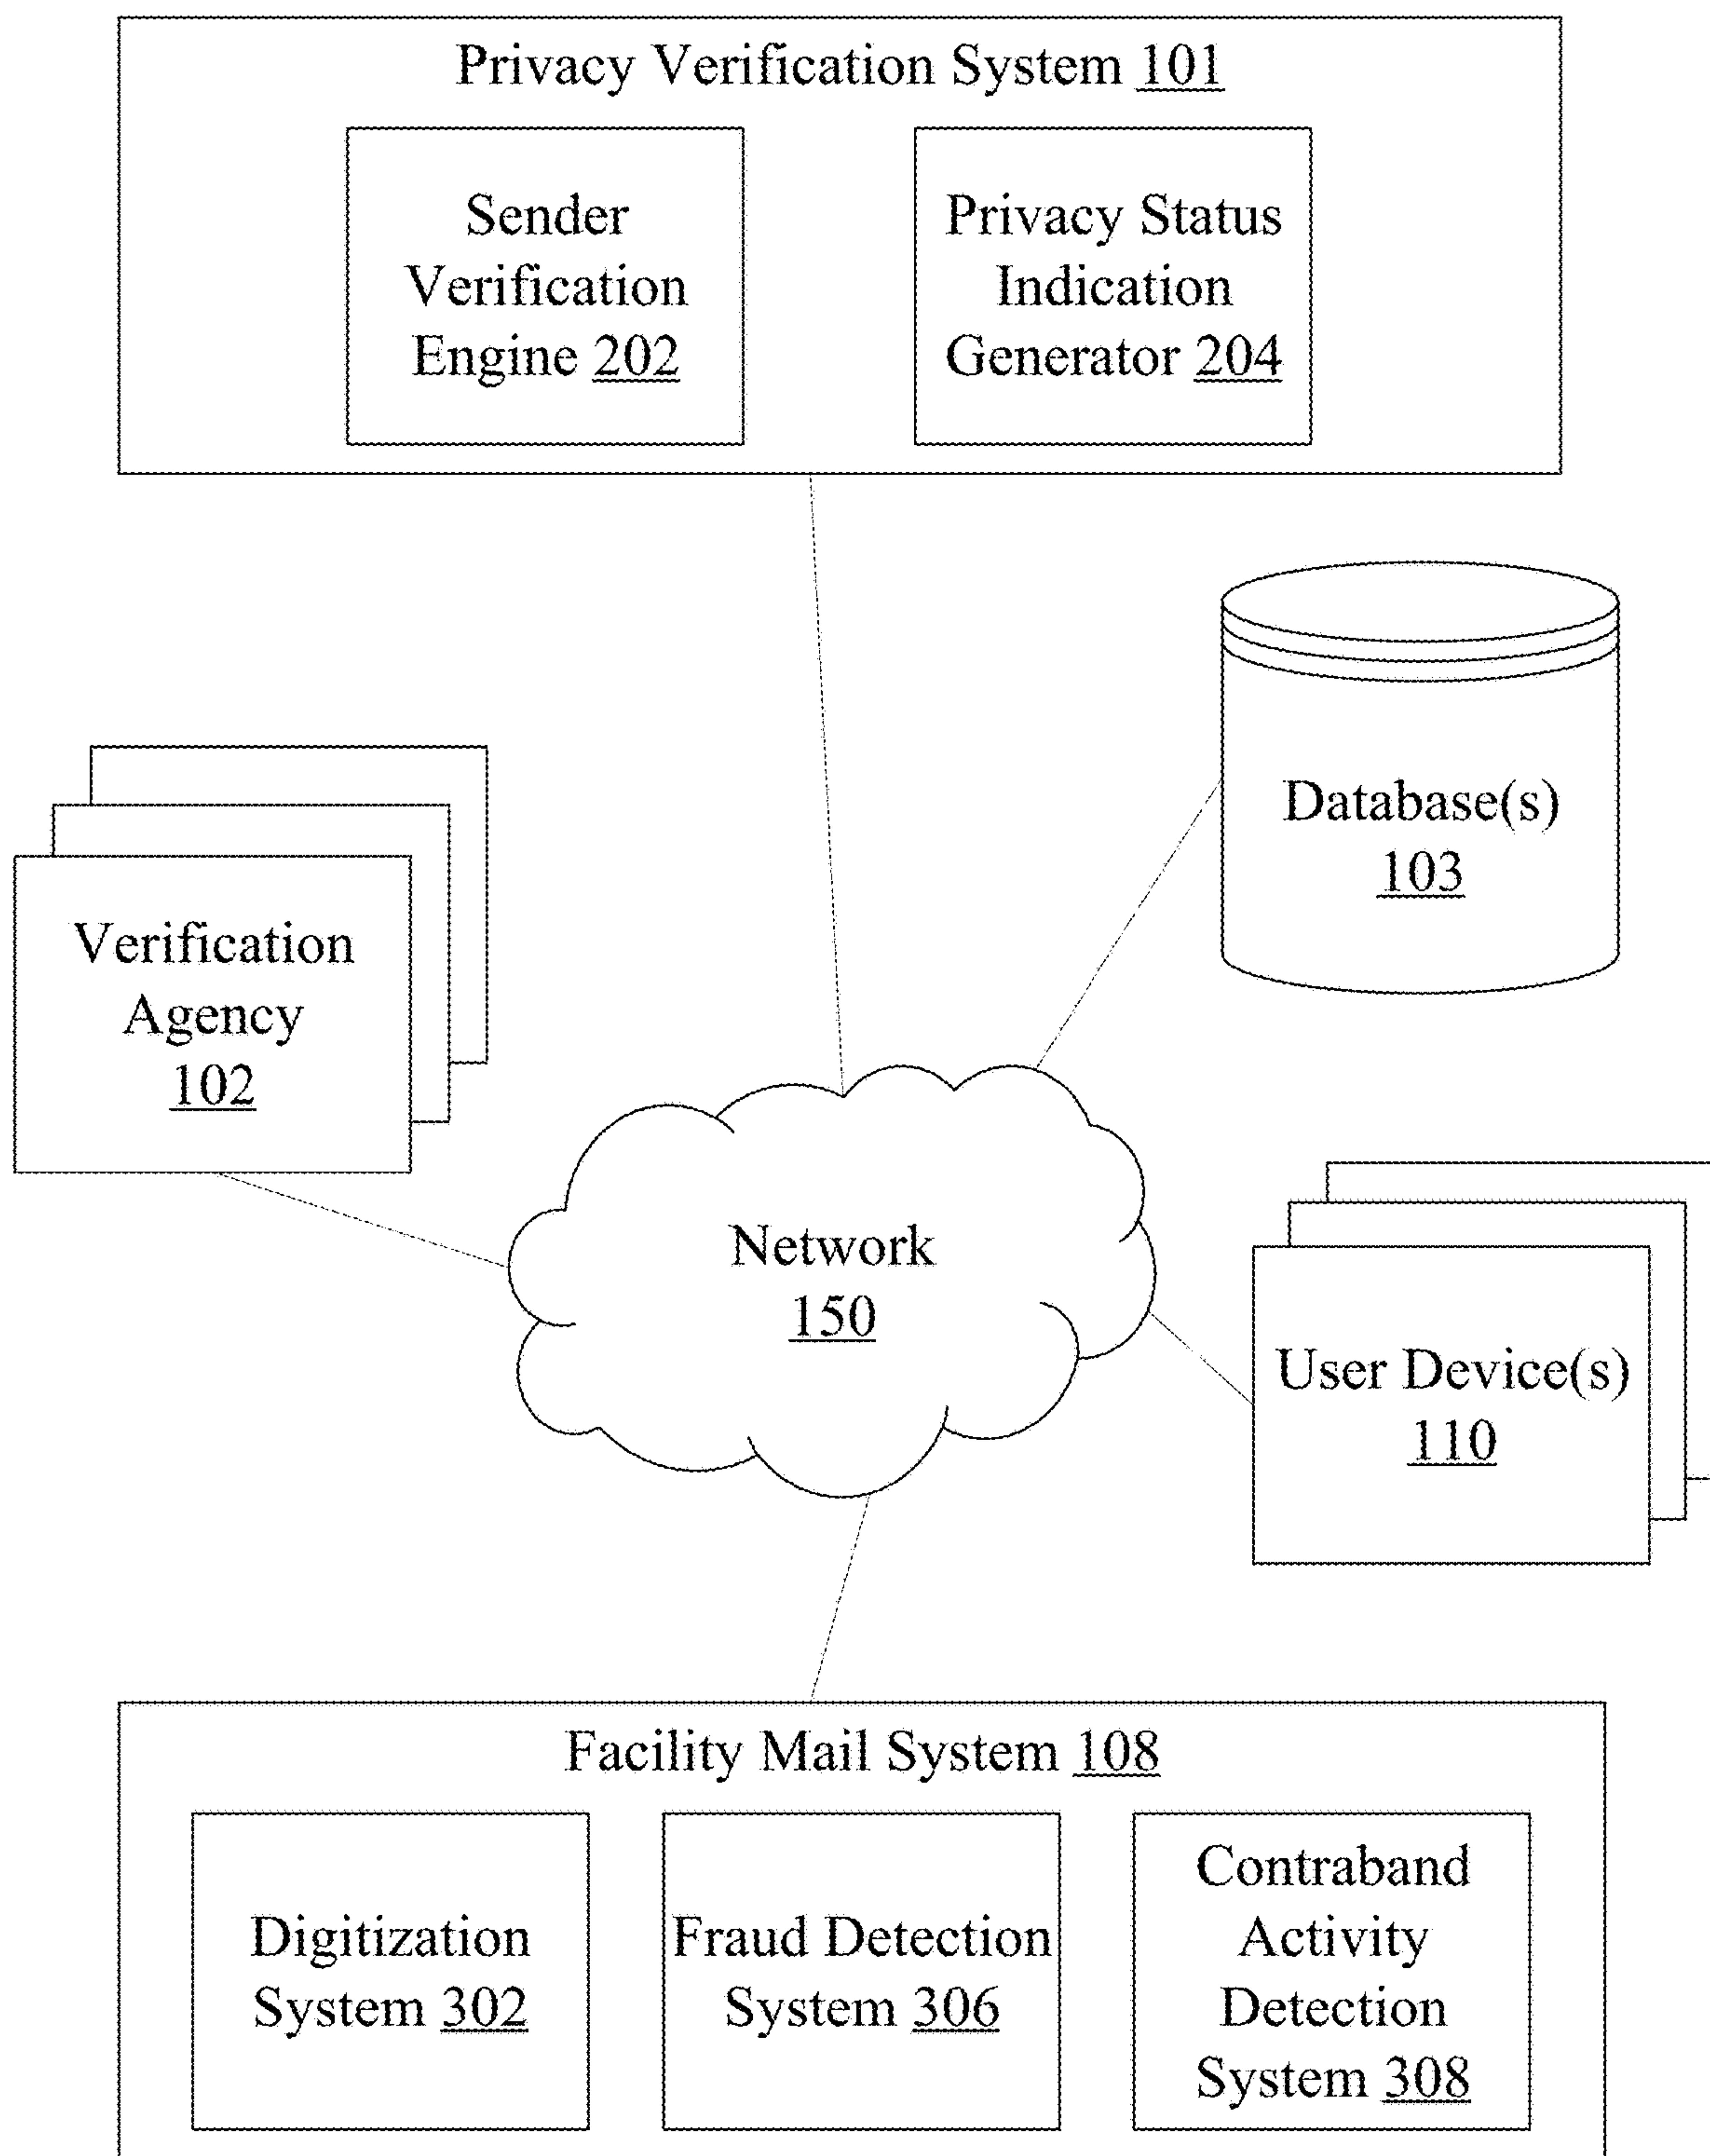 Privacy Verification System 101
Sender
Verification
Engine 202
Privacy Status
Indication
Generator 204
Database(s)
103
Verification
Agency
102
Network
150
User Device(s)
110
Facility Mail System 108
Digitization
System 302
Fraud Detection
System 306
Contraband
Activity
Detection
System 308